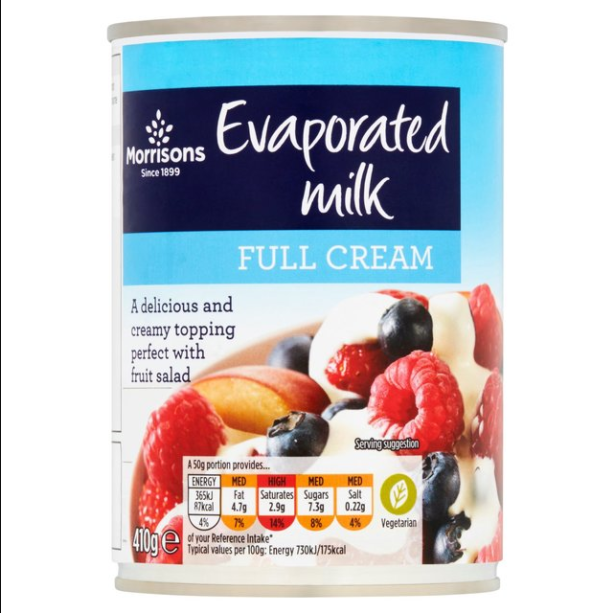 Morrisons
Since 1899
Evaporated
milk
FULL CREAM
A delicious and
creamy topping
perfect with
fruit salad
Serving suggestion
A 50g portion provides...
ENERGY MED HIGH MED MED
365kJ Fat Saturates Sugars Salt
87kcal 4.7g 2.9g 7.3g 0.22g
4% 7% 14% 8% 4%
Vegetarian
of your Reference Intake*
Typical values per 100g: Energy 730kJ/175kcal
410g e